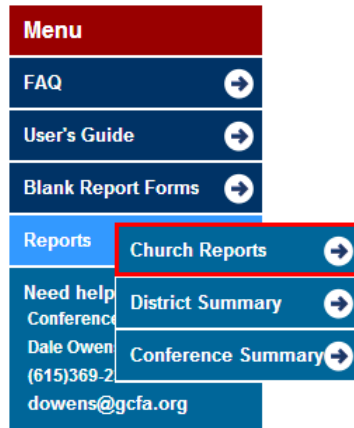 Menu
FAQ
User's Guide
Blank Report Forms
Reports
Church Reports
District Summary
Conference Summary
Need help
Conference
Dale Owen
(615)369-2
dowens@gcfa.org